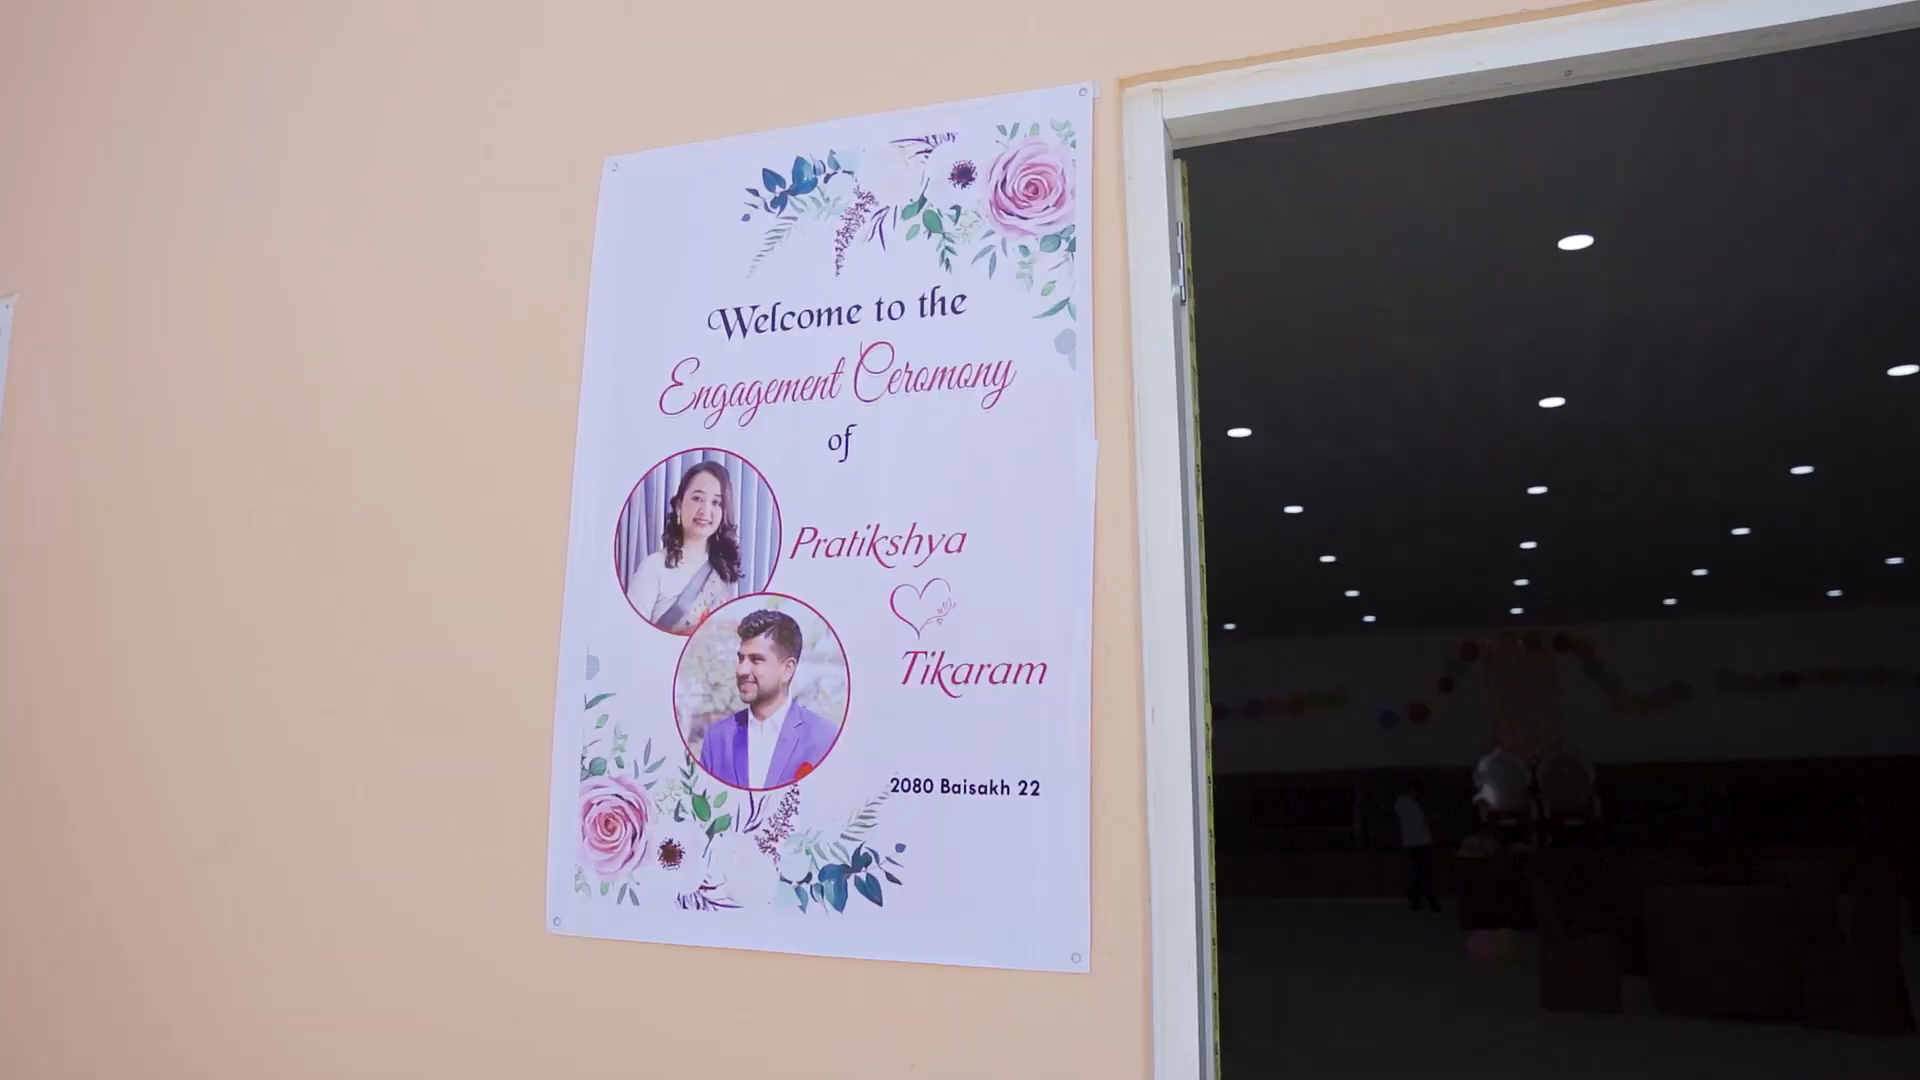 Welcome to the
Engagement Ceromony
of
Pratikshya
Tikaram
2080 Baisakh 22